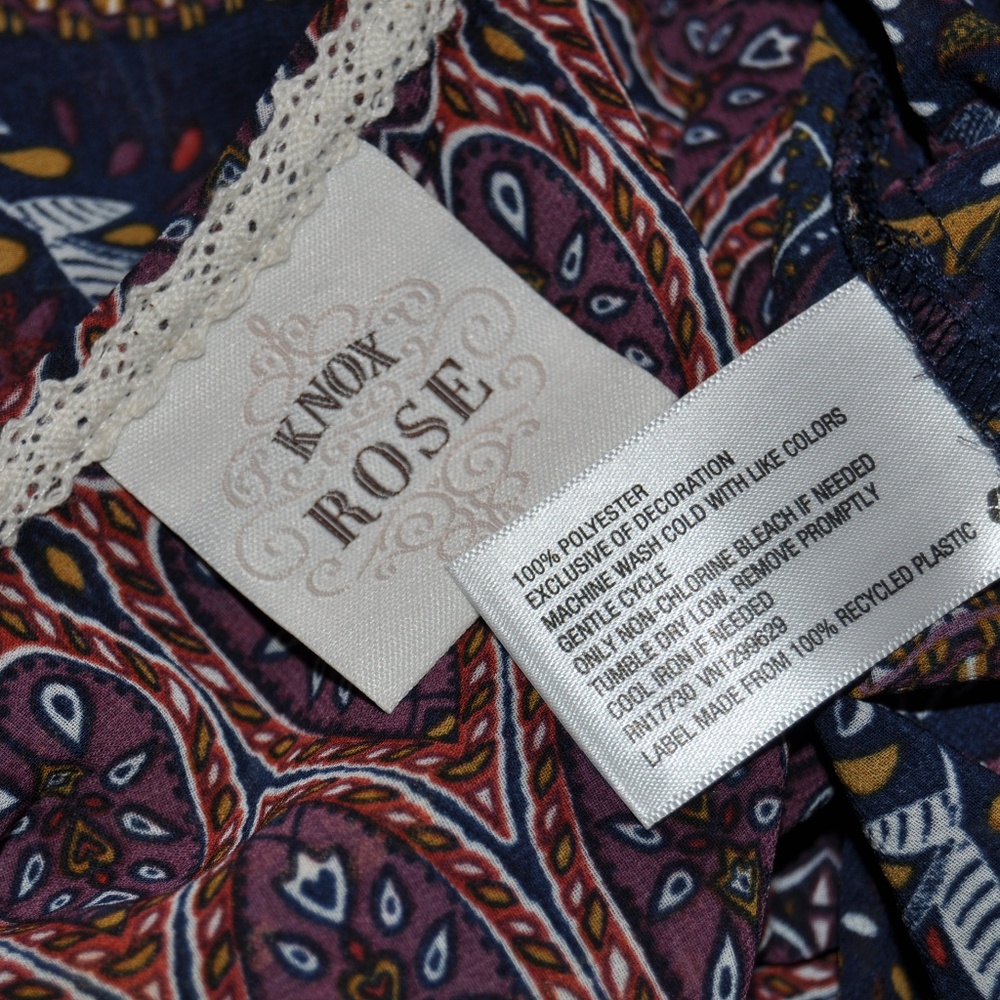 KNOX
ROSE
100% POLYESTER
EXCLUSIVE OF DECORATION
MACHINE WASH COLD WITH LIKE COLORS
GENTLE CYCLE
ONLY NON-CHLORINE BLEACH IF NEEDED
TUMBLE DRY LOW, REMOVE PROMPTLY
COOL IRON IF NEEDED
RN17730 VN1299629
LABEL MADE FROM 100% RECYCLED PLASTIC